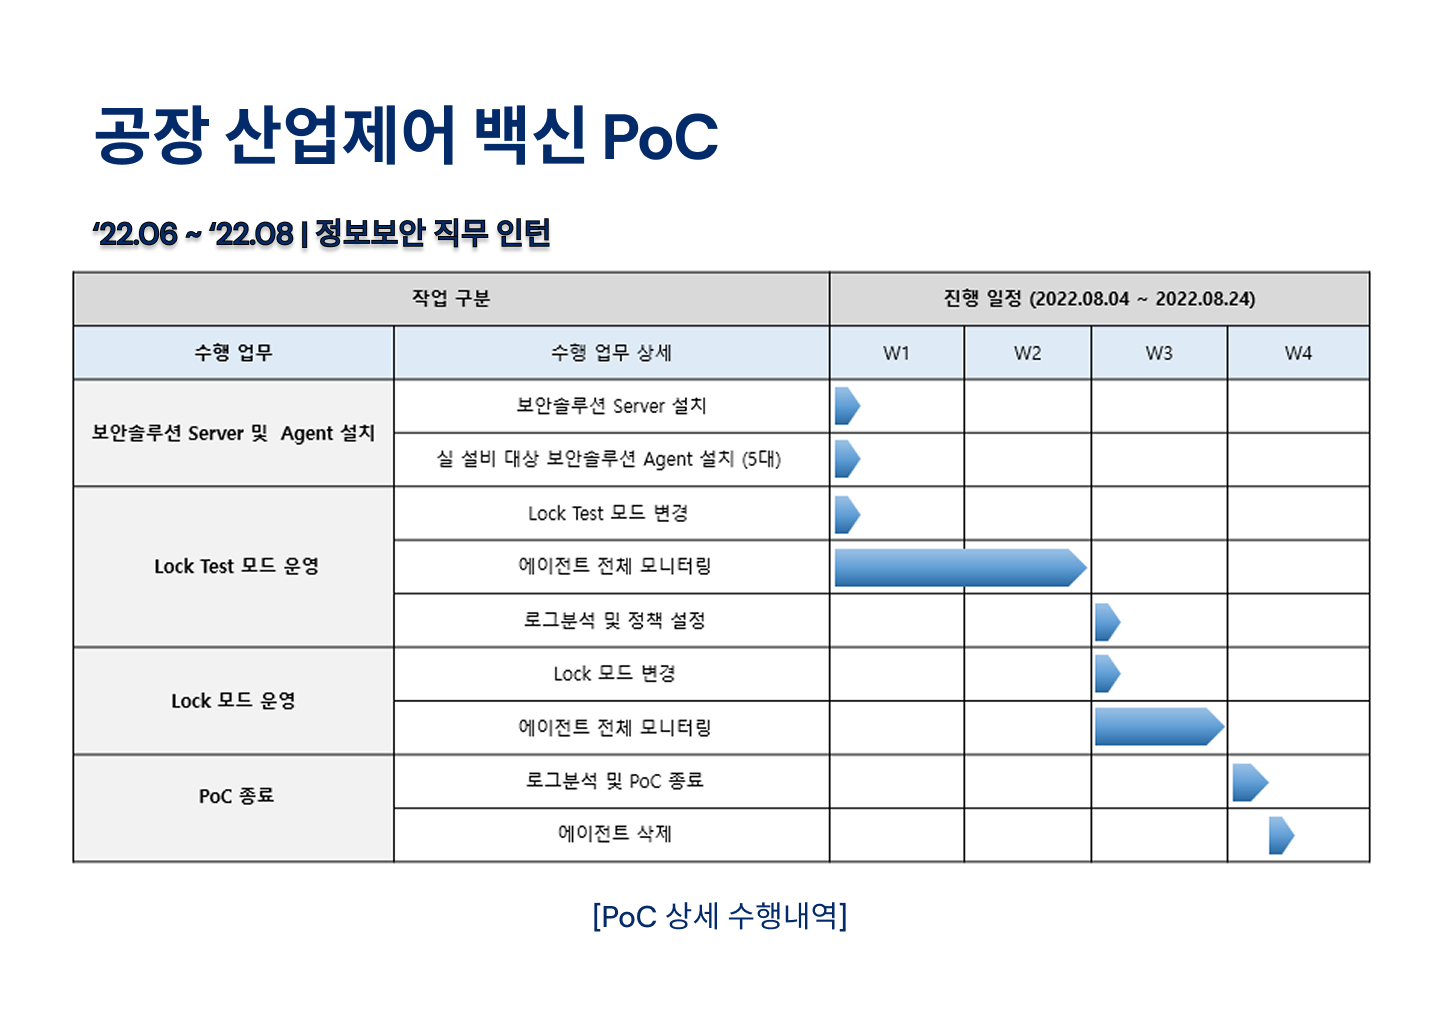 공장 산업제어 백신 PoC
‘22.06 ~ ‘22.08 | 정보보안 직무 인턴
작업 구분 진행 일정 (2022.08.04 ~ 2022.08.24)
수행 업무 수행 업무 상세 W1 W2 W3 W4
보안솔루션 Server 및 Agent 설치
보안솔루션 Server 설치
실 설비 대상 보안솔루션 Agent 설치 (5대)
Lock Test 모드 운영
Lock Test 모드 변경
에이전트 전체 모니터링
로그분석 및 정책 설정
Lock 모드 운영
Lock 모드 변경
에이전트 전체 모니터링
PoC 종료
로그분석 및 PoC 종료
에이전트 삭제
[PoC 상세 수행내역]